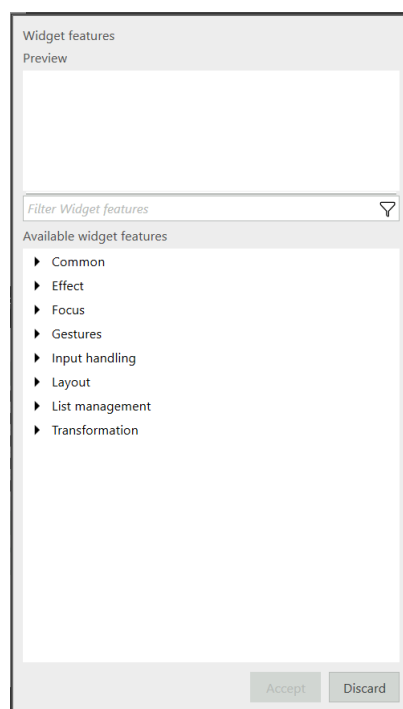 Widget features
Preview
Filter Widget features
Available widget features
Common
Effect
Focus
Gestures
Input handling
Layout
List management
Transformation
Accept Discard